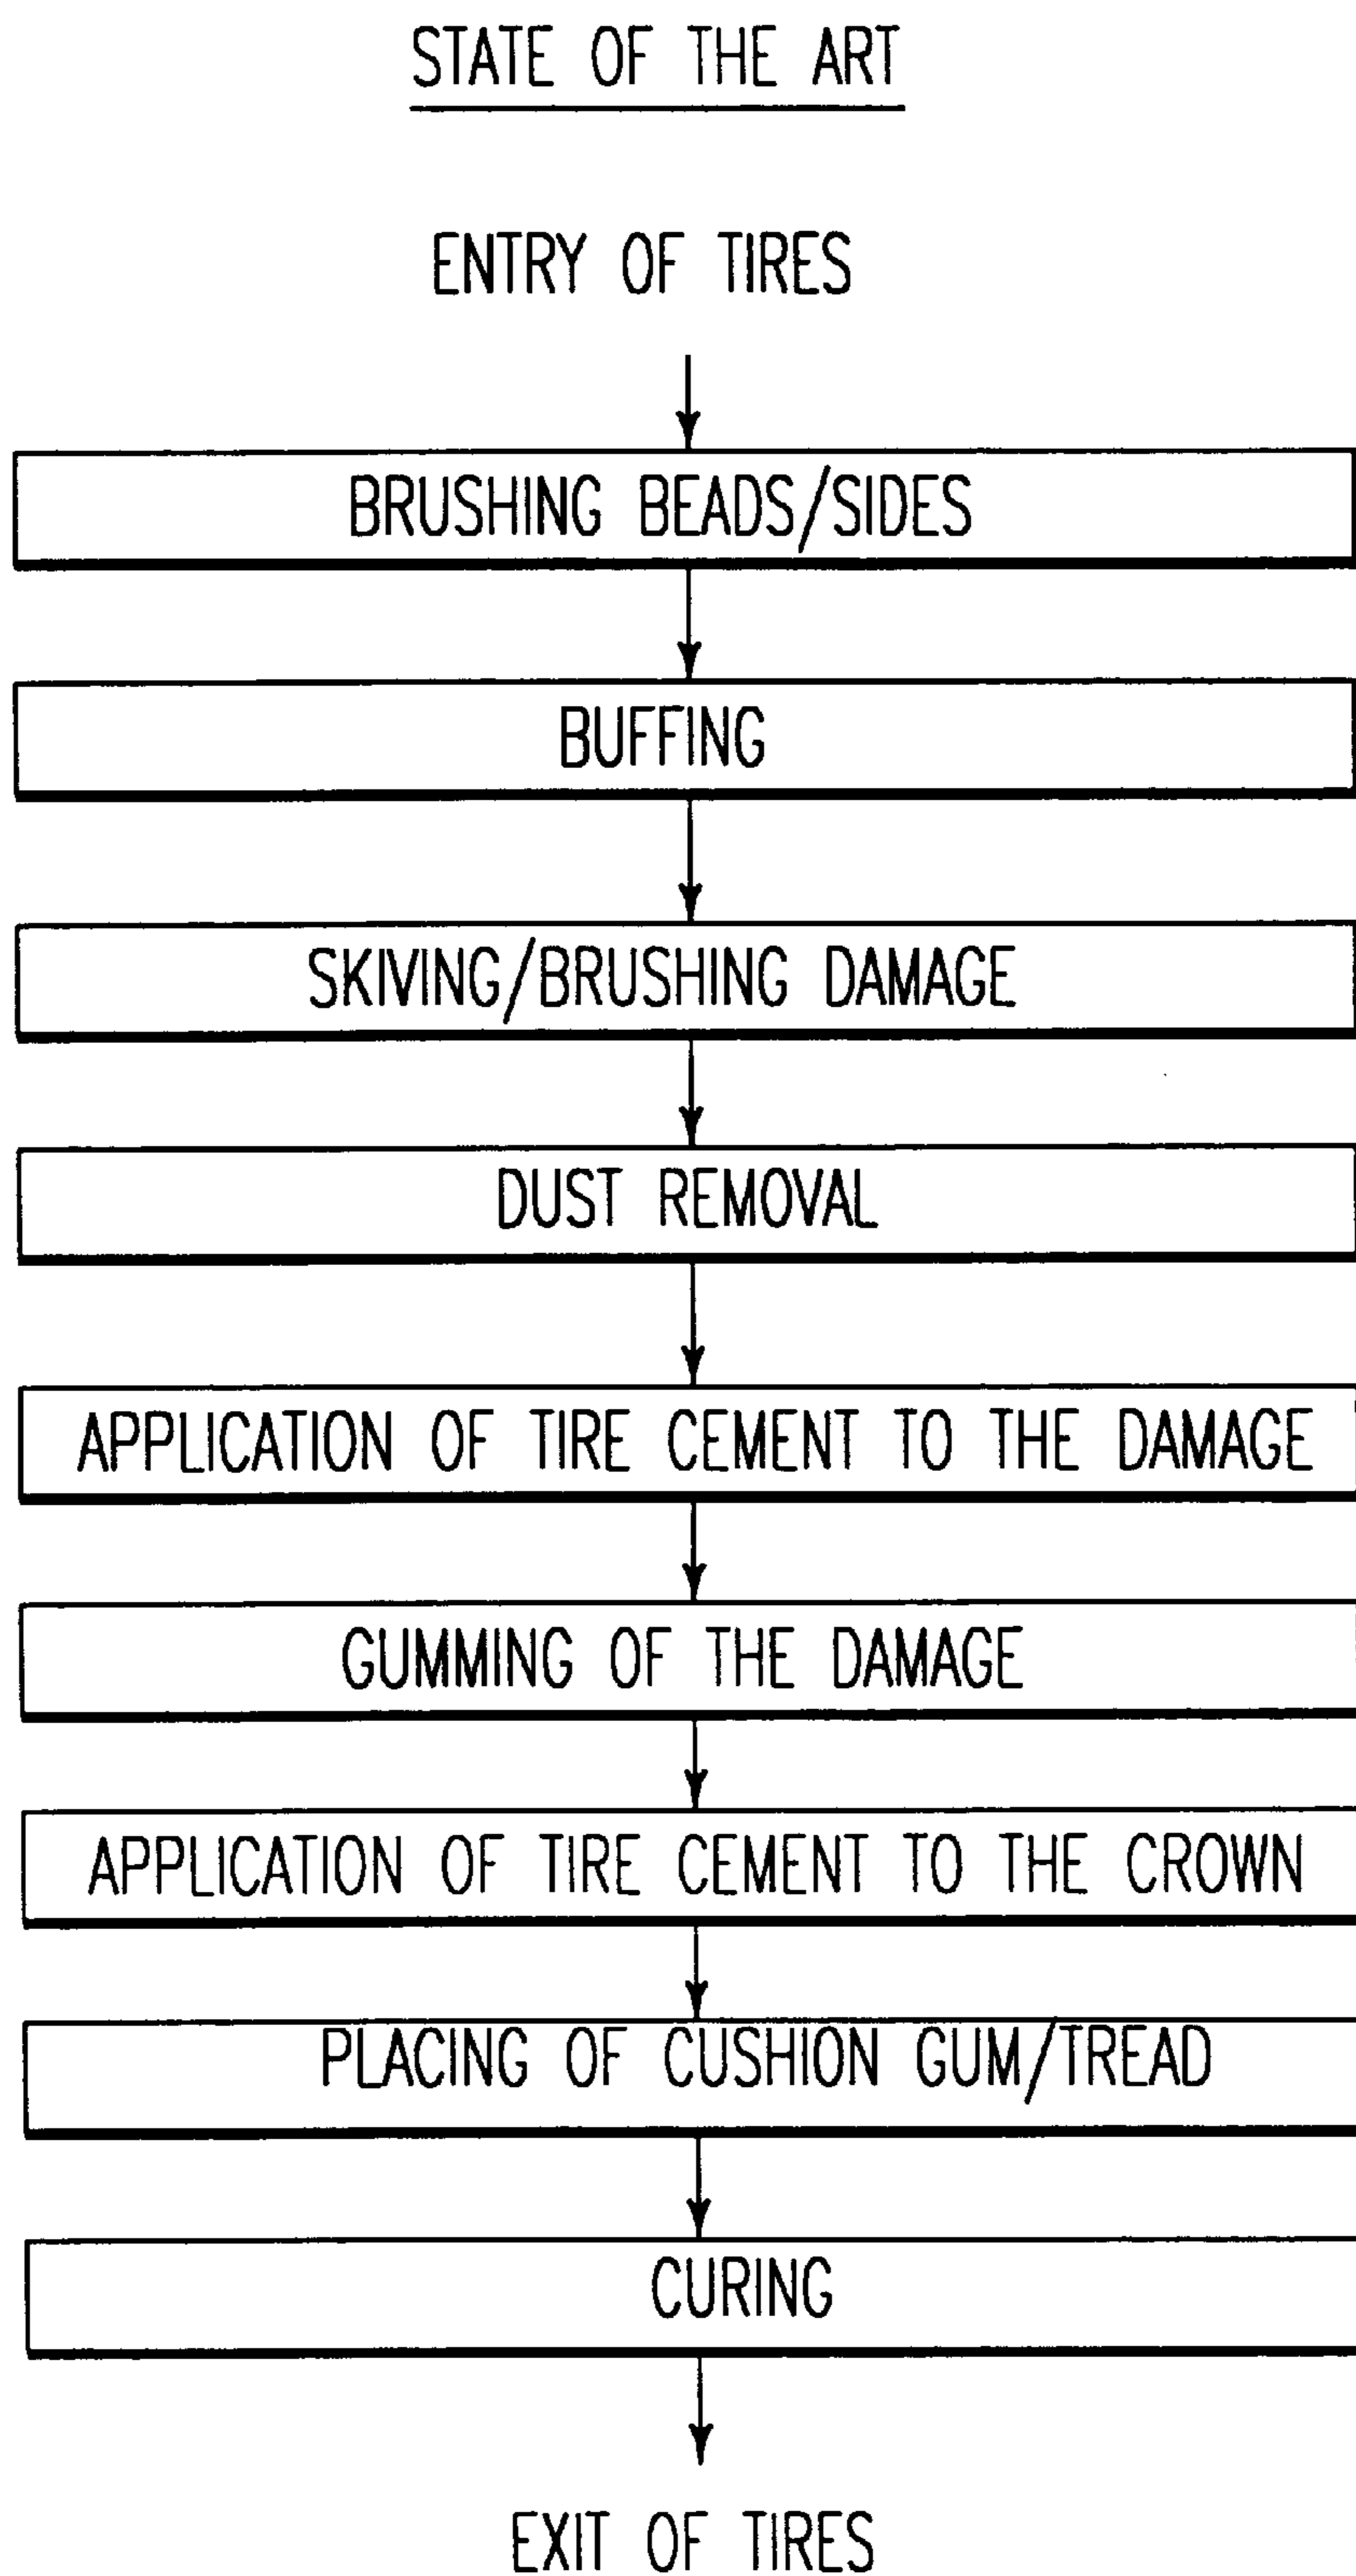 STATE OF THE ART
ENTRY OF TIRES
BRUSHING BEADS/SIDES
BUFFING
SKIVING/BRUSHING DAMAGE
DUST REMOVAL
APPLICATION OF TIRE CEMENT TO THE DAMAGE
GUMMING OF THE DAMAGE
APPLICATION OF TIRE CEMENT TO THE CROWN
PLACING OF CUSHION GUM/TREAD
CURING
EXIT OF TIRES